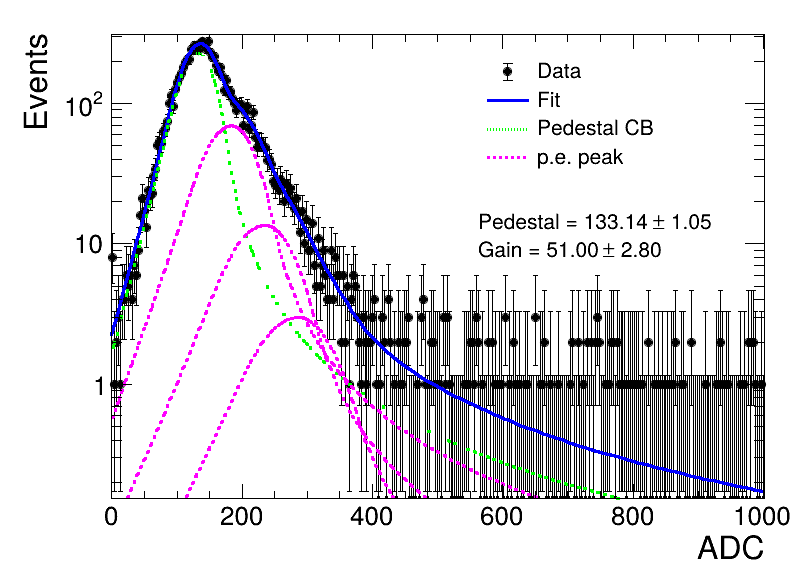 Events
10²
10
1
Data
Fit
Pedestal CB
p.e. peak
Pedestal = 133.14 ± 1.05
Gain = 51.00 ± 2.80
0 200 400 600 800 1000
ADC